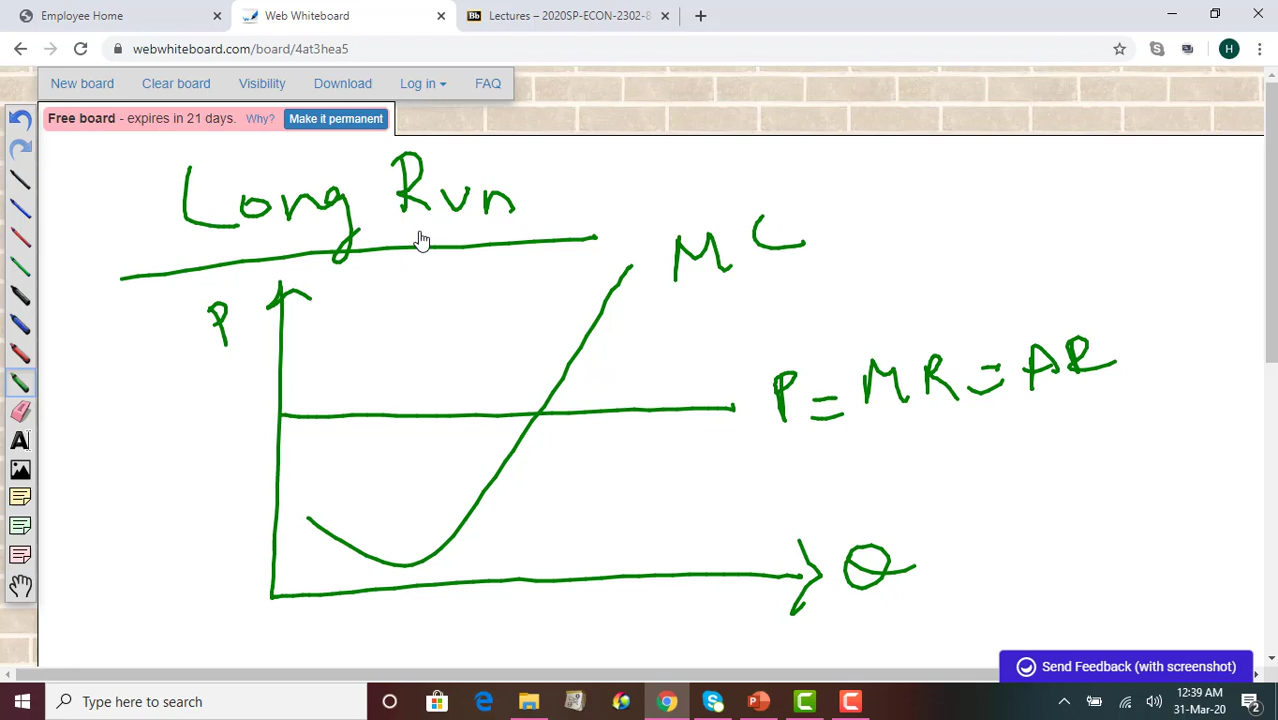 Employee Home
Web Whiteboard
Lectures – 2020SP-ECON-2302-8
webwhiteboard.com/board/4at3hea5
H
New board Clear board Visibility Download Log in FAQ
Free board - expires in 21 days. Why? Make it permanent
Long Run
MC
P
P = MR = AR
Q
A
Send Feedback (with screenshot)
Type here to search
12:39 AM
31-Mar-20
2